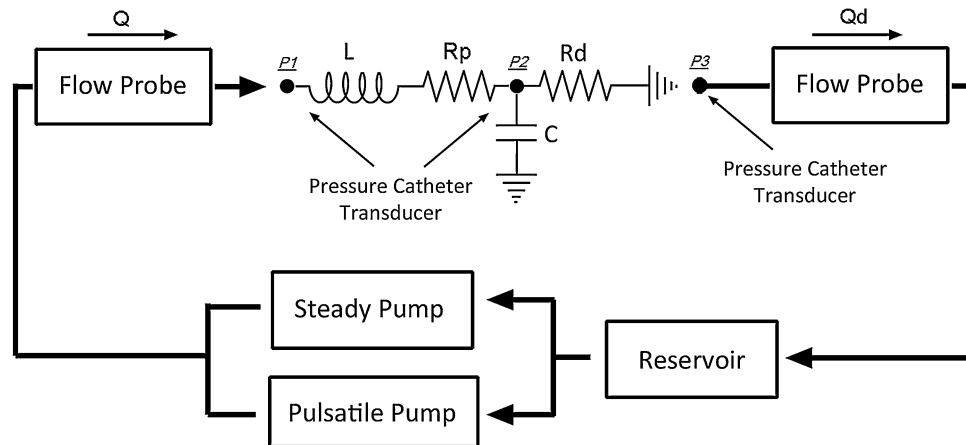 Q
Flow Probe
P1
L
Rp
P2
Rd
P3
Qd
Flow Probe
C
Pressure Catheter
Transducer
Pressure Catheter
Transducer
Steady Pump
Pulsatile Pump
Reservoir